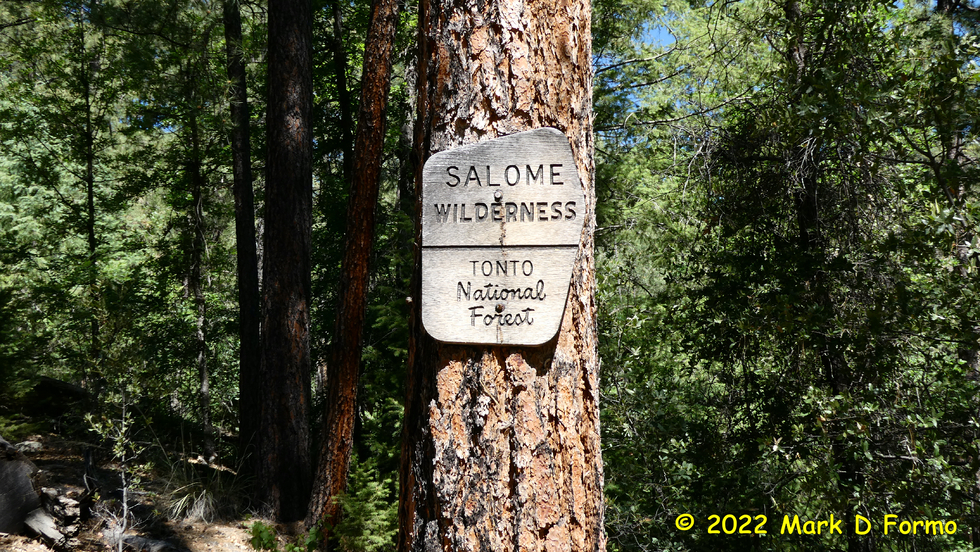 SALOME
WILDERNESS
TONTO
National
Forest
© 2022 Mark D Formo